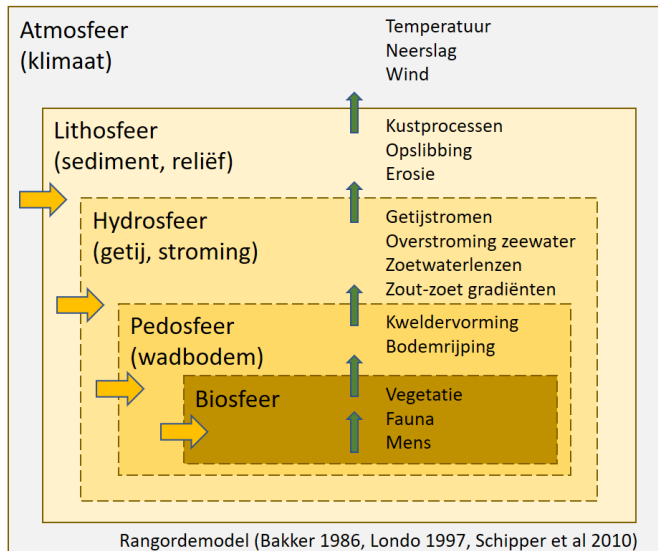 Atmosfeer
(klimaat)
Temperatuur
Neerslag
Wind
Lithosfeer
(sediment, reliëf)
Kustprocessen
Opslibbing
Erosie
Hydrosfeer
(getij, stroming)
Getijstromen
Overstroming zeewater
Zoetwaterlenzen
Zout-zoet gradiënten
Pedosfeer
(wadbodem)
Kweldervorming
Bodemrijping
Biosfeer
Vegetatie
Fauna
Mens
Rangordemodel (Bakker 1986, Londo 1997, Schipper et al 2010)